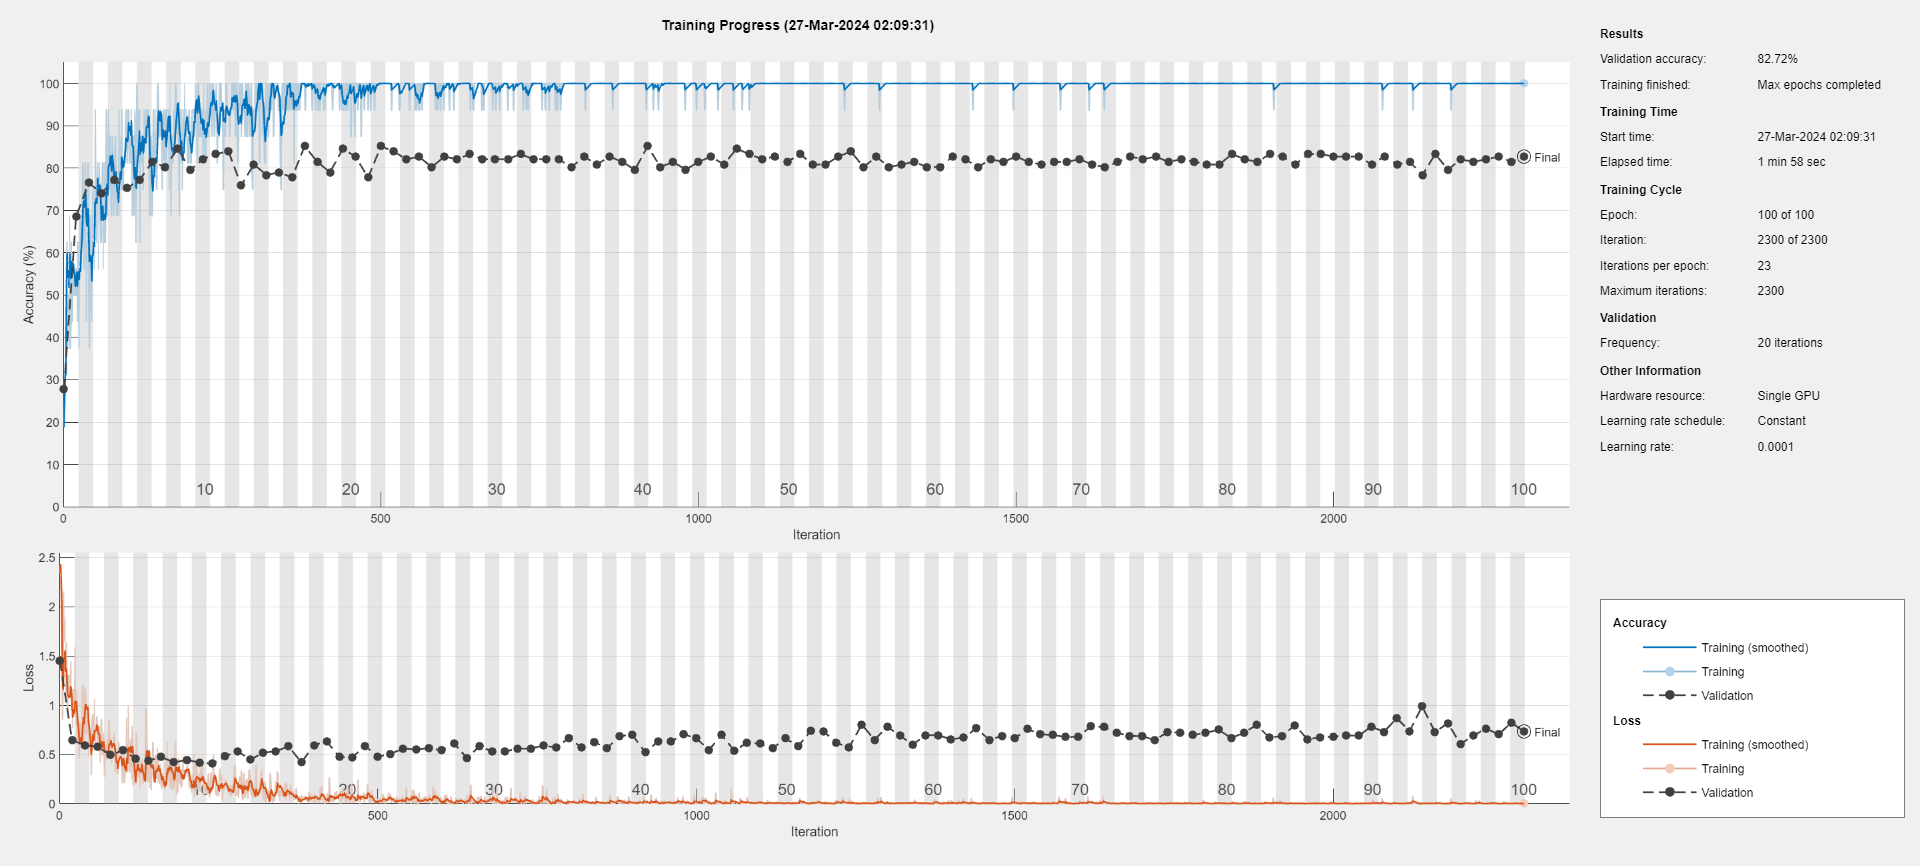 Training Progress (27-Mar-2024 02:09:31)
100
90
80
70
60
50
40
30
20
10
0
Accuracy (%)
Final
10 20 30 40 50 60 70 80 90 100
0 500 1000 1500 2000
Iteration
2.5
2
1.5
1
0.5
0
Loss
Final
10 20 30 40 50 60 70 80 90 100
0 500 1000 1500 2000
Iteration
Results
Validation accuracy: 82.72%
Training finished: Max epochs completed
Training Time
Start time: 27-Mar-2024 02:09:31
Elapsed time: 1 min 58 sec
Training Cycle
Epoch: 100 of 100
Iteration: 2300 of 2300
Iterations per epoch: 23
Maximum iterations: 2300
Validation
Frequency: 20 iterations
Other Information
Hardware resource: Single GPU
Learning rate schedule: Constant
Learning rate: 0.0001
Accuracy
Training (smoothed)
Training
Validation
Loss
Training (smoothed)
Training
Validation